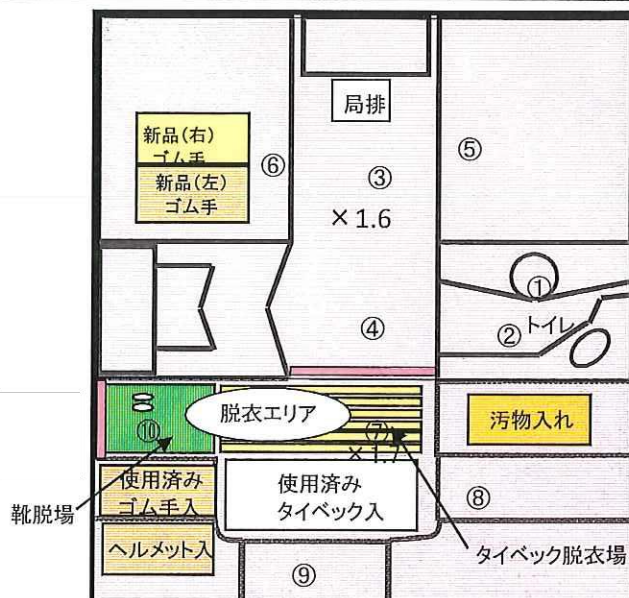 局排
新品(右)
ゴム手
新品(左)
ゴム手
⑥
③
×1.6
⑤
④
①
②
トイレ
脱衣エリア
⑩
⑦
×1.7
汚物入れ
使用済み
ゴム手入
使用済み
タイベック入
⑧
靴脱場
ヘルメット入
タイベック脱衣場
⑨